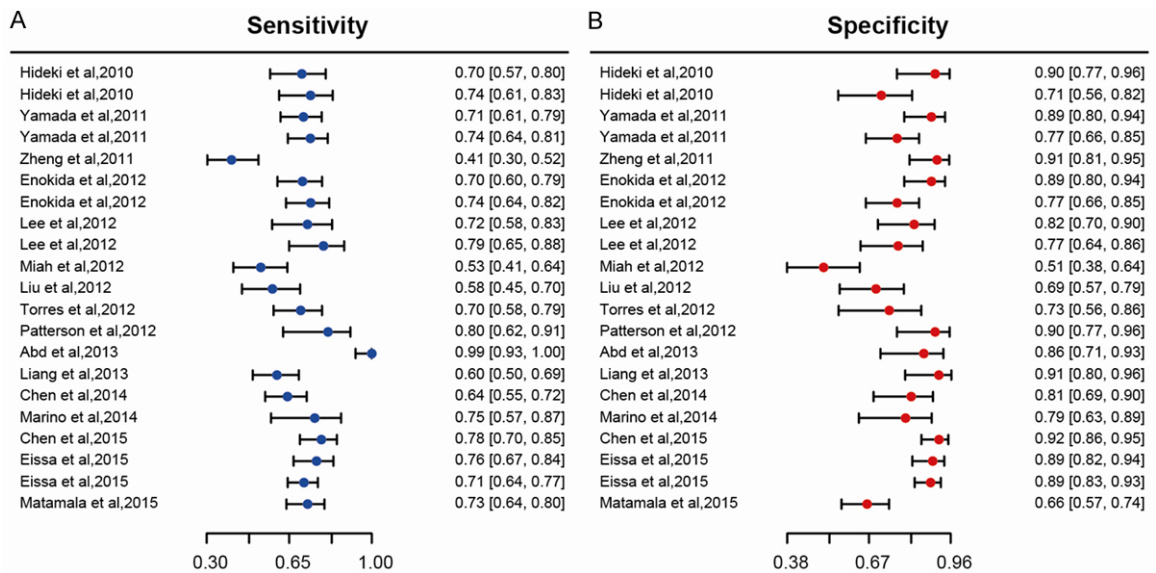 A
Sensitivity
Hideki et al,2010 0.70 [0.57, 0.80]
Hideki et al,2010 0.74 [0.61, 0.83]
Yamada et al,2011 0.71 [0.61, 0.79]
Yamada et al,2011 0.74 [0.64, 0.81]
Zheng et al,2011 0.41 [0.30, 0.52]
Enokida et al,2012 0.70 [0.60, 0.79]
Enokida et al,2012 0.74 [0.64, 0.82]
Lee et al,2012 0.72 [0.58, 0.83]
Lee et al,2012 0.79 [0.65, 0.88]
Miah et al,2012 0.53 [0.41, 0.64]
Liu et al,2012 0.58 [0.45, 0.70]
Torres et al,2012 0.70 [0.58, 0.79]
Patterson et al,2012 0.80 [0.62, 0.91]
Abd et al,2013 0.99 [0.93, 1.00]
Liang et al,2013 0.60 [0.50, 0.69]
Chen et al,2014 0.64 [0.55, 0.72]
Marino et al,2014 0.75 [0.57, 0.87]
Chen et al,2015 0.78 [0.70, 0.85]
Eissa et al,2015 0.76 [0.67, 0.84]
Eissa et al,2015 0.71 [0.64, 0.77]
Matamala et al,2015 0.73 [0.64, 0.80]
0.30 0.65 1.00
B
Specificity
Hideki et al,2010 0.90 [0.77, 0.96]
Hideki et al,2010 0.71 [0.56, 0.82]
Yamada et al,2011 0.89 [0.80, 0.94]
Yamada et al,2011 0.77 [0.66, 0.85]
Zheng et al,2011 0.91 [0.81, 0.95]
Enokida et al,2012 0.89 [0.80, 0.94]
Enokida et al,2012 0.77 [0.66, 0.85]
Lee et al,2012 0.82 [0.70, 0.90]
Lee et al,2012 0.77 [0.64, 0.86]
Miah et al,2012 0.51 [0.38, 0.64]
Liu et al,2012 0.69 [0.57, 0.79]
Torres et al,2012 0.73 [0.56, 0.86]
Patterson et al,2012 0.90 [0.77, 0.96]
Abd et al,2013 0.86 [0.71, 0.93]
Liang et al,2013 0.91 [0.80, 0.96]
Chen et al,2014 0.81 [0.69, 0.90]
Marino et al,2014 0.79 [0.63, 0.89]
Chen et al,2015 0.92 [0.86, 0.95]
Eissa et al,2015 0.89 [0.82, 0.94]
Eissa et al,2015 0.89 [0.83, 0.93]
Matamala et al,2015 0.66 [0.57, 0.74]
0.38 0.67 0.96